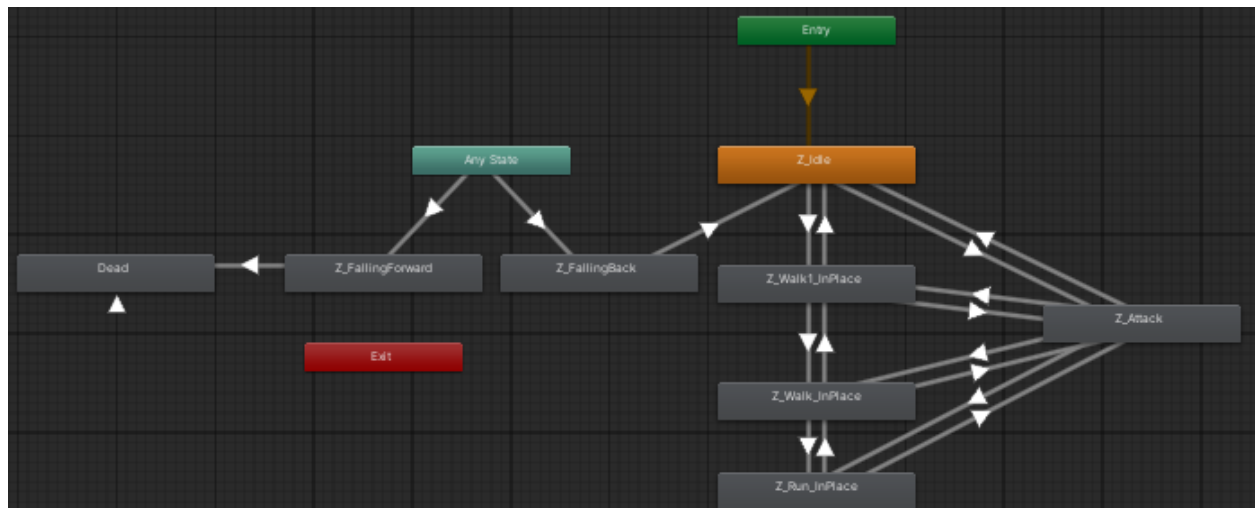 Entry
Any State
Z_Idle
Dead
Z_FallingForward
Z_FallingBack
Z_Walk1_InPlace
Z_Attack
Exit
Z_Walk_InPlace
Z_Run_InPlace